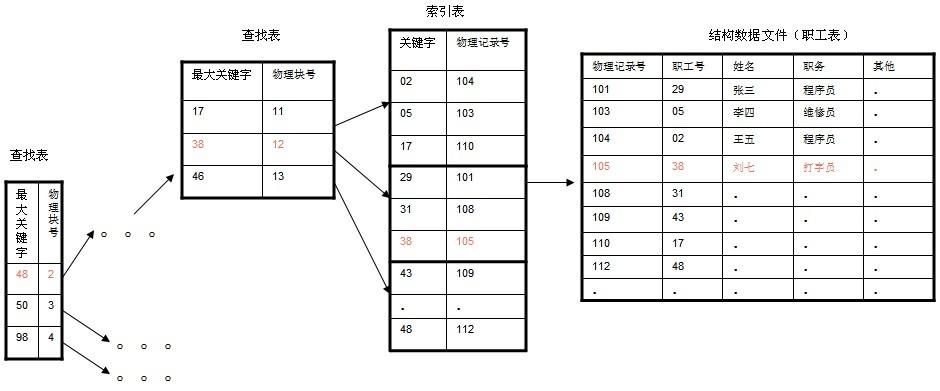 查找表
最大关键字 物理块号
48 2
50 3
98 4
。。。
。。。
。。。
查找表
最大关键字 物理块号
17 11
38 12
46 13
索引表
关键字 物理记录号
02 104
05 103
17 110
29 101
31 108
38 105
43 109
.
48 112
结构数据文件（职工表）
物理记录号 职工号 姓名 职务 其他
101 29 张三 程序员 .
103 05 李四 维修员 .
104 02 王五 程序员 .
105 38 刘七 打字员 .
108 31 . . .
109 43 . . .
110 17 . . .
112 48 . . .
. . . . .